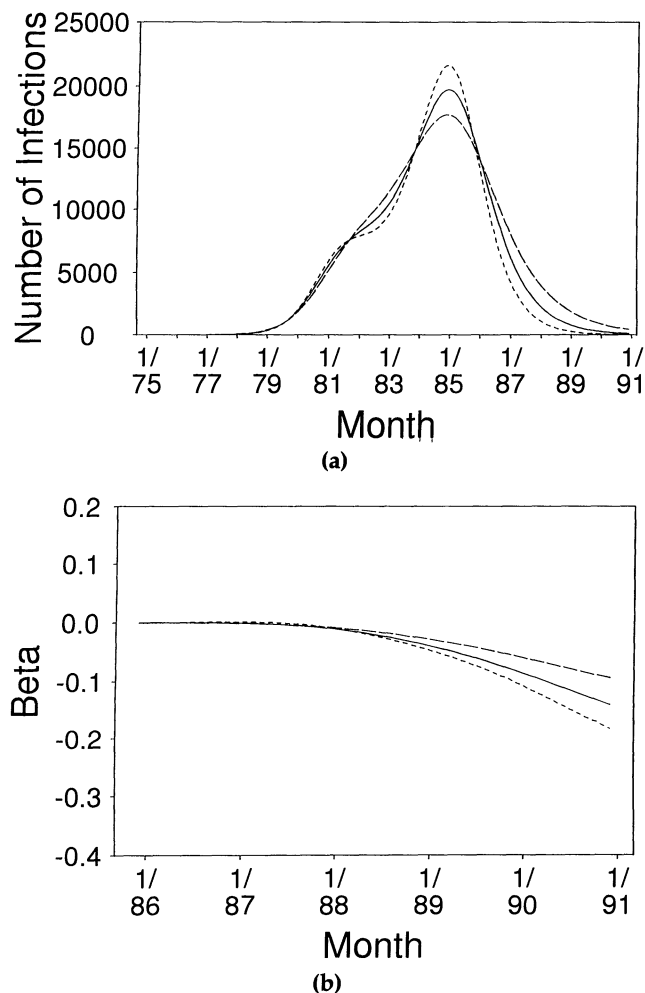 25000
20000
15000
10000
5000
0
Number of Infections
1/ 1/ 1/ 1/ 1/ 1/ 1/ 1/ 1/
75 77 79 81 83 85 87 89 91
Month
(a)
0.2
0.1
0.0
-0.1
-0.2
-0.3
-0.4
Beta
1/ 1/ 1/ 1/ 1/ 1/
86 87 88 89 90 91
Month
(b)